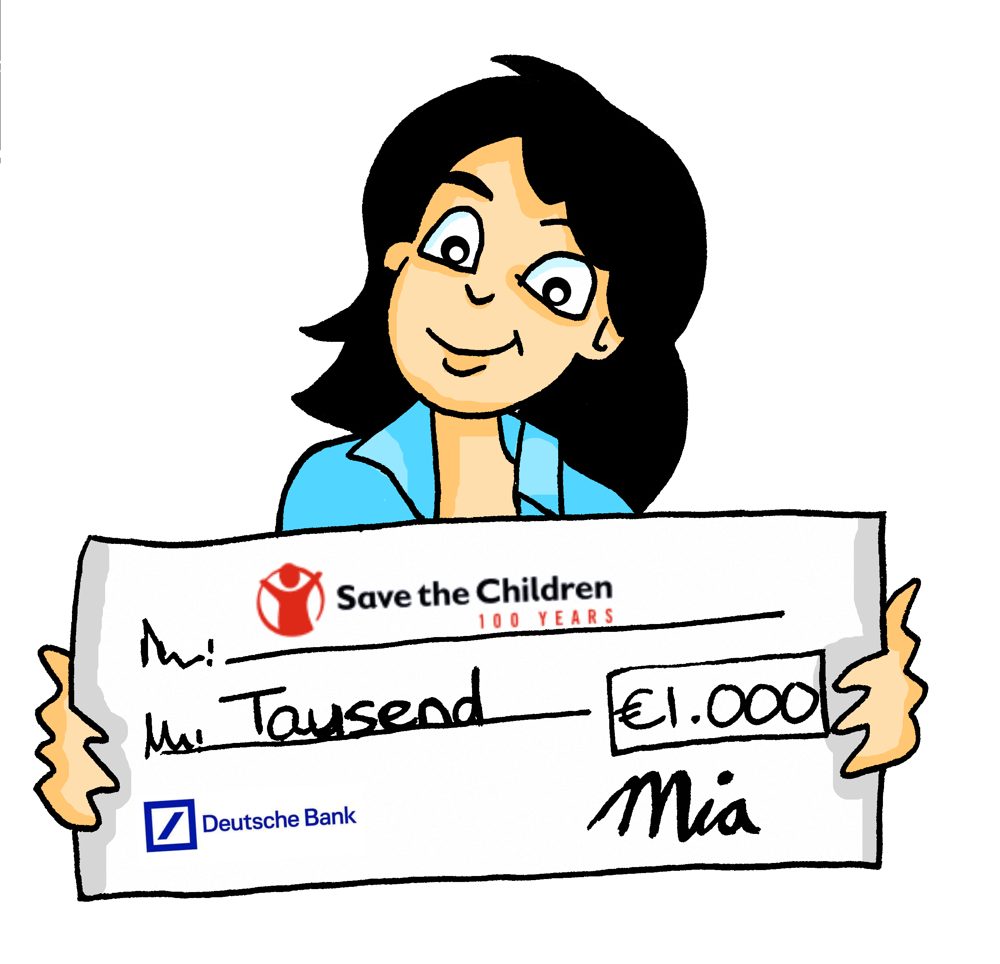 Save the Children
100 YEARS
Tausend €1.000
Mia
Deutsche Bank